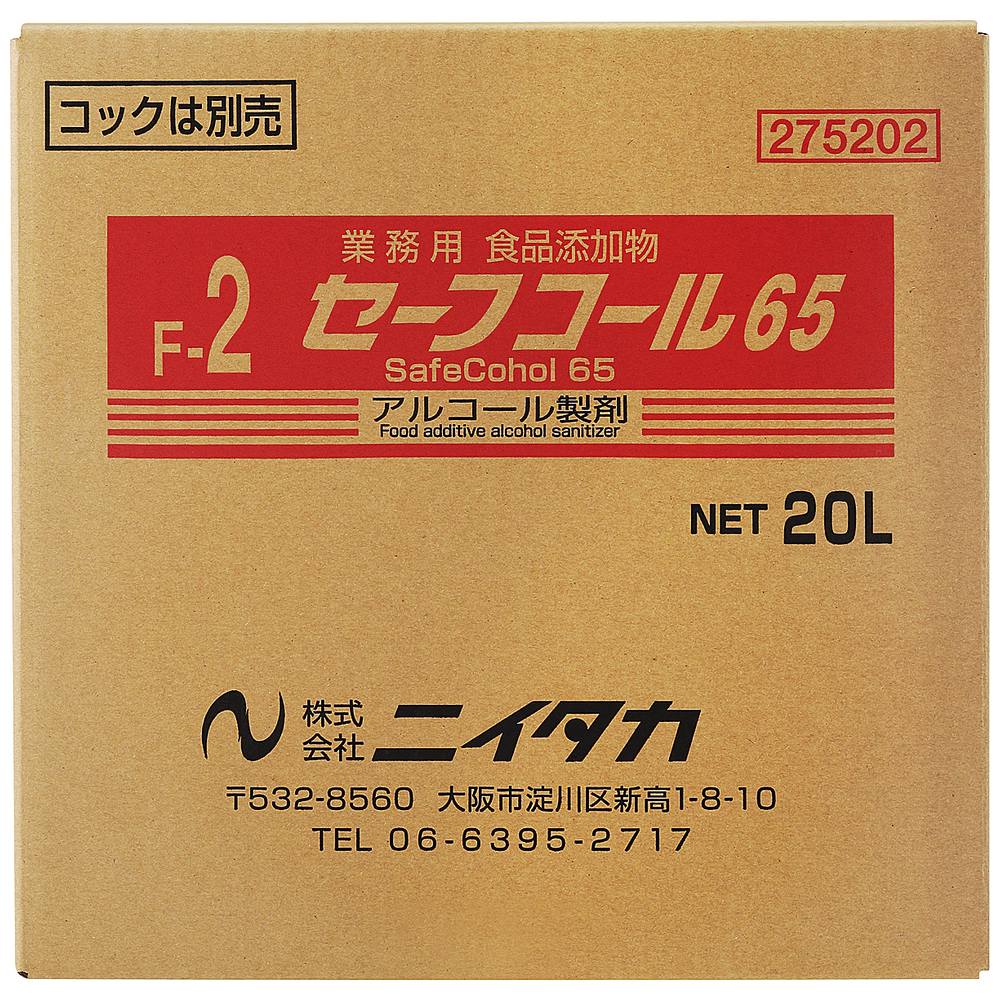 コックは別売
275202
業務用 食品添加物
F-2 セーフコール65
SafeCohol 65
アルコール製剤
Food additive alcohol sanitizer
NET 20L
株式会社 ニイタカ
〒532-8560 大阪市淀川区新高1-8-10
TEL 06-6395-2717